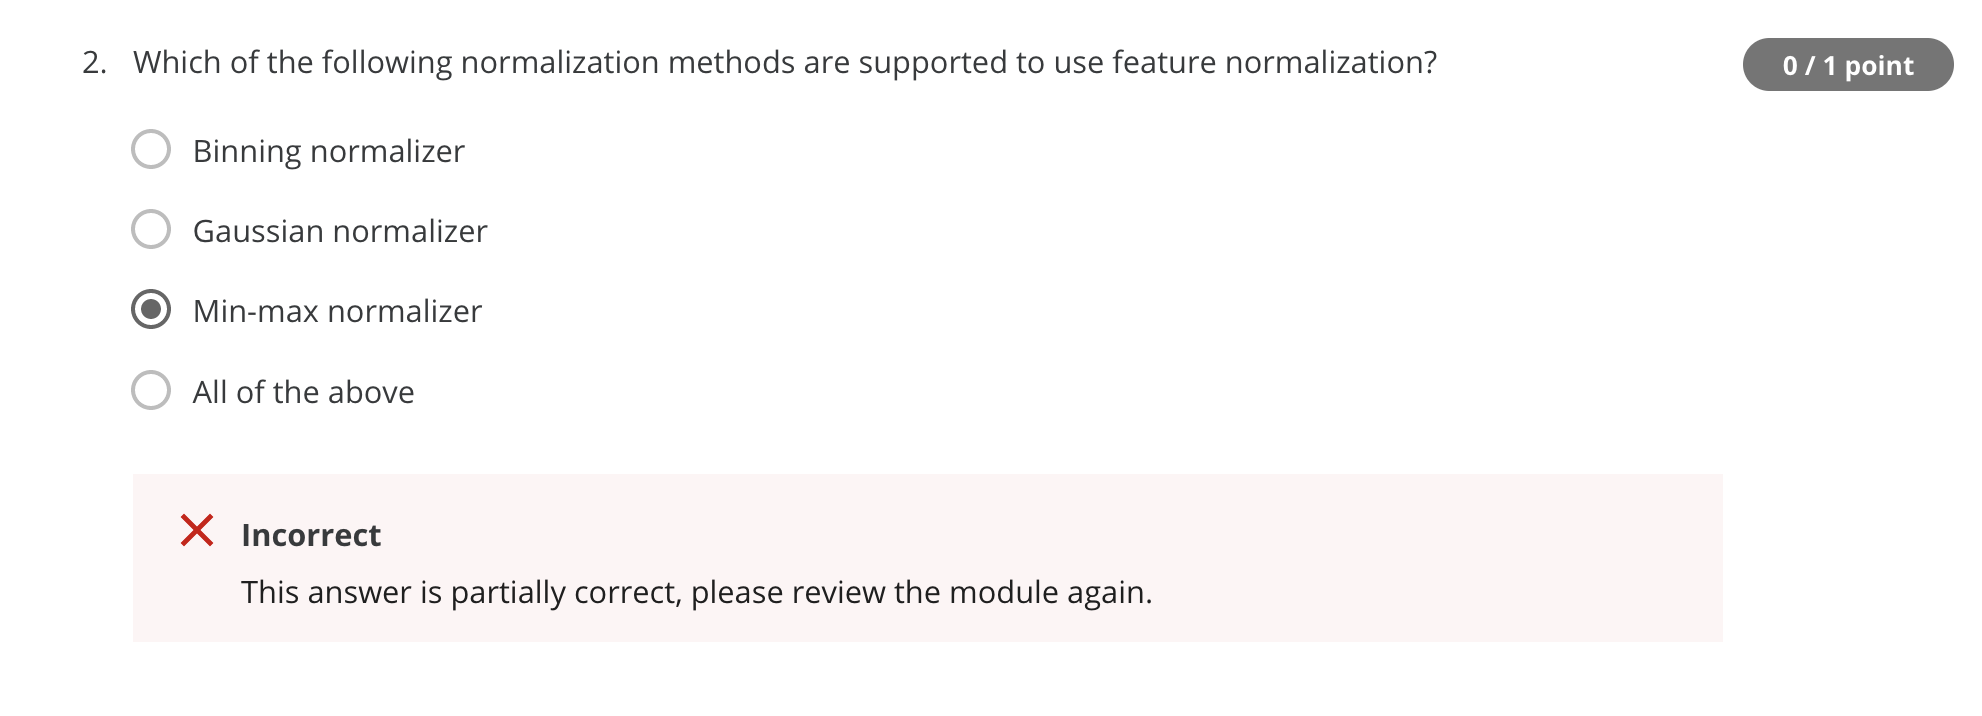 2. Which of the following normalization methods are supported to use feature normalization?
0 / 1 point
Binning normalizer
Gaussian normalizer
Min-max normalizer
All of the above
Incorrect
This answer is partially correct, please review the module again.